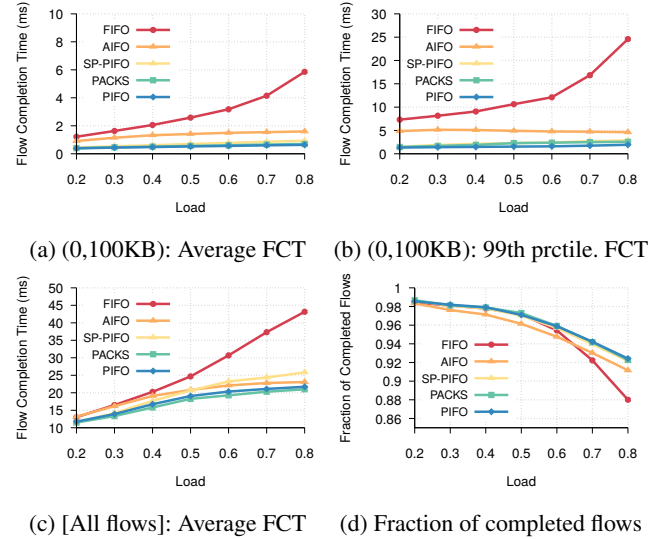 Flow Completion Time (ms)
10
8
6
4
2
0
FIFO
AIFO
SP-PIFO
PACKS
PIFO
0.2 0.3 0.4 0.5 0.6 0.7 0.8
Load
(a) (0,100KB): Average FCT
Flow Completion Time (ms)
30
25
20
15
10
5
0
FIFO
AIFO
SP-PIFO
PACKS
PIFO
0.2 0.3 0.4 0.5 0.6 0.7 0.8
Load
(b) (0,100KB): 99th prctile. FCT
Flow Completion Time (ms)
50
45
40
35
30
25
20
15
10
FIFO
AIFO
SP-PIFO
PACKS
PIFO
0.2 0.3 0.4 0.5 0.6 0.7 0.8
Load
(c) [All flows]: Average FCT
Fraction of Completed Flows
1
0.98
0.96
0.94
0.92
0.9
0.88
0.86
FIFO
AIFO
SP-PIFO
PACKS
PIFO
0.2 0.3 0.4 0.5 0.6 0.7 0.8
Load
(d) Fraction of completed flows